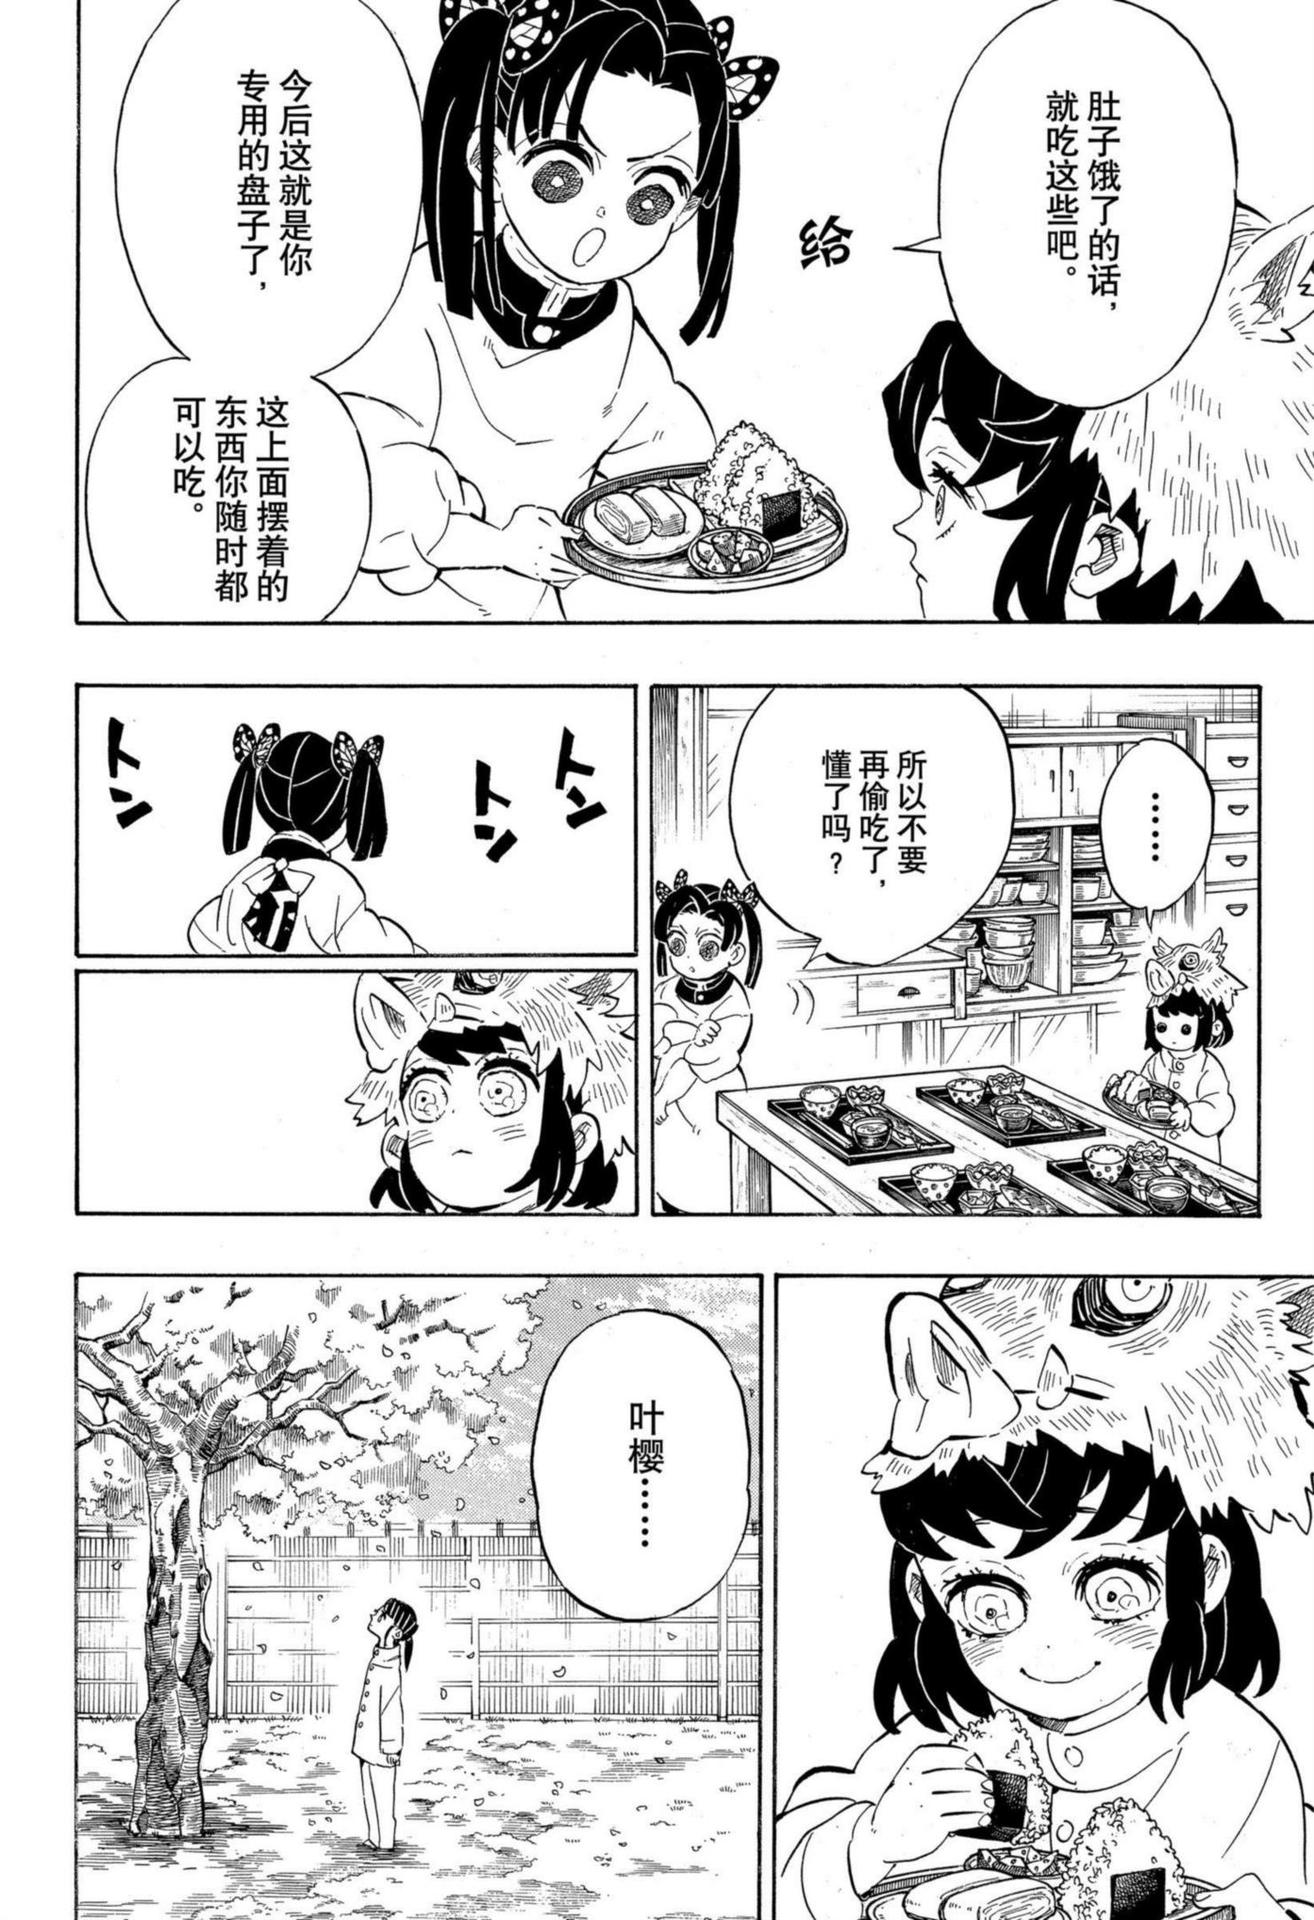 肚子饿了的话，
就吃这些吧。
给
今后这就是你
专用的盘子了，
这上面摆着的
东西你随时都
可以吃。
……
所以不要
再偷吃了，
懂了吗？
トン
トン
トン
叶樱……